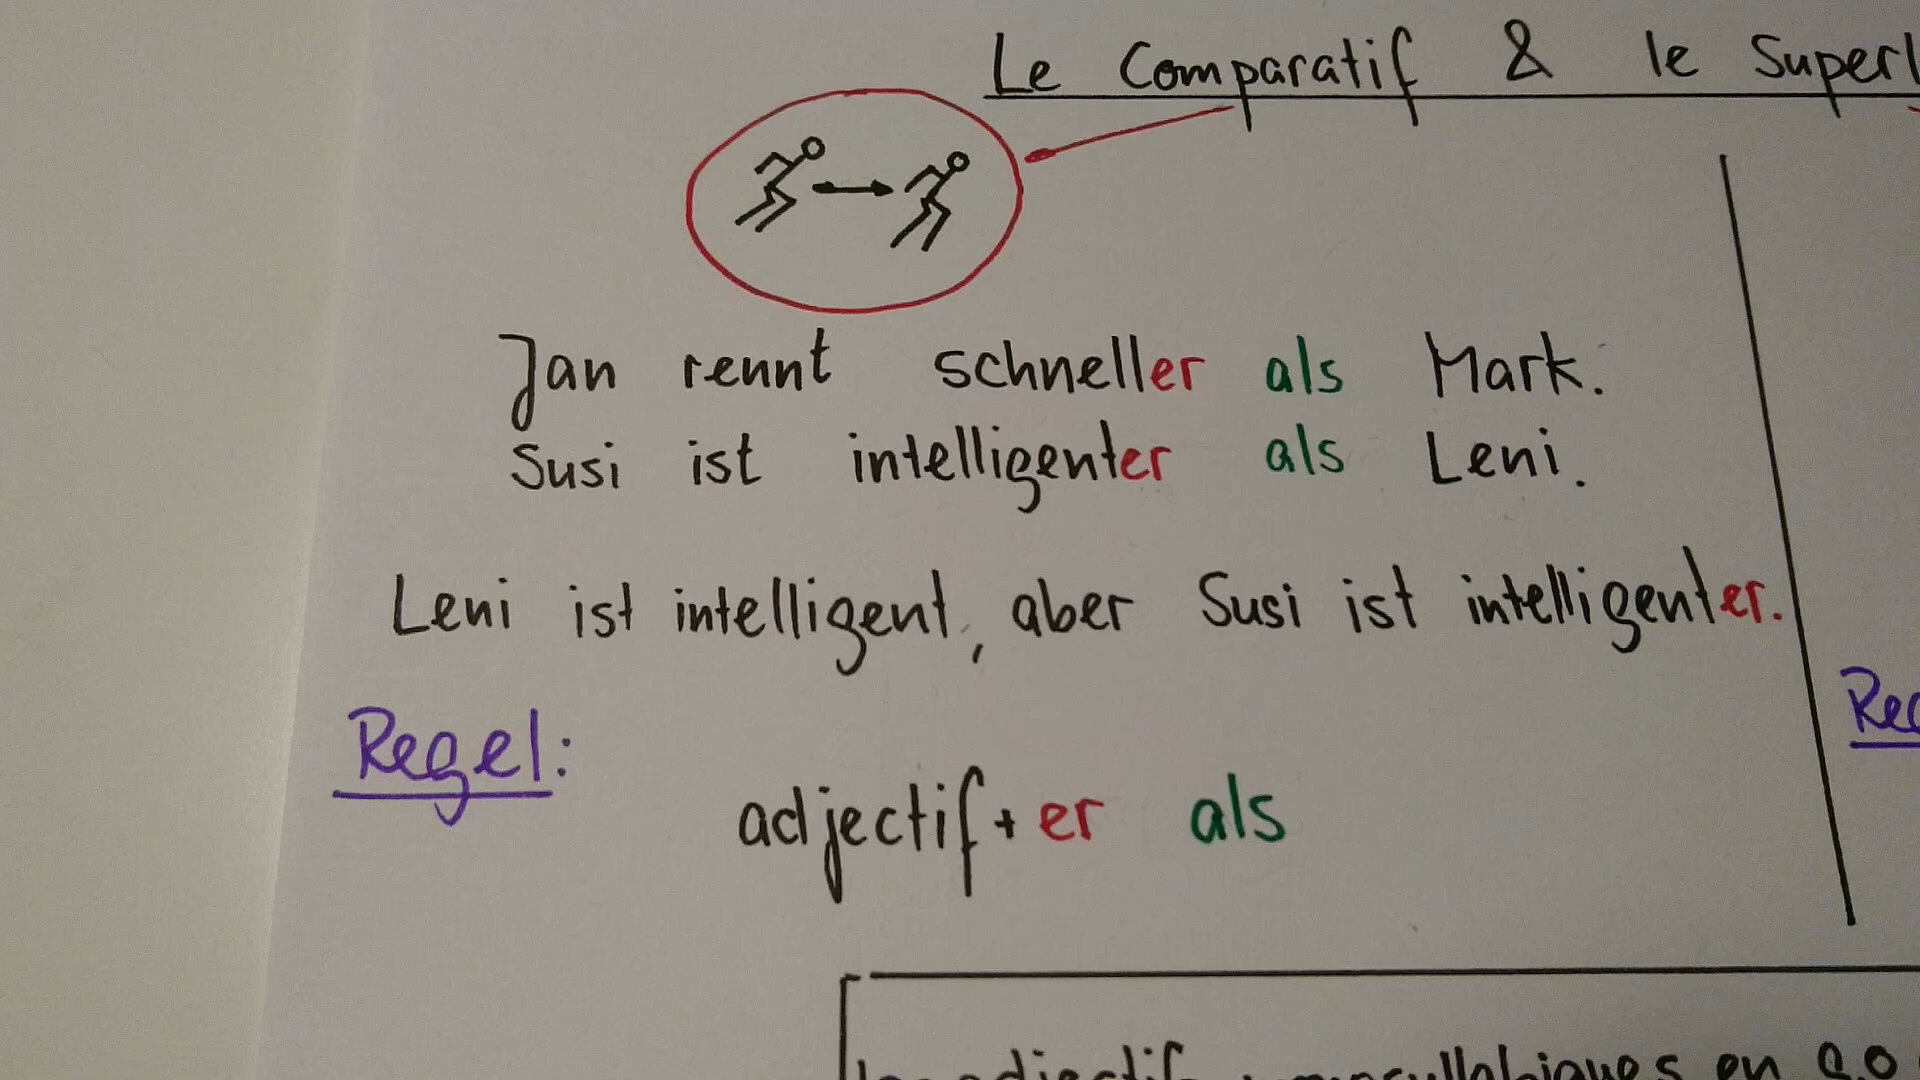 Le Comparatif & le Superl
Jan rennt schneller als Mark.
Susi ist intelligenter als Leni.
Leni ist intelligent, aber Susi ist intelligenter.
Regel:
adjectif + er als